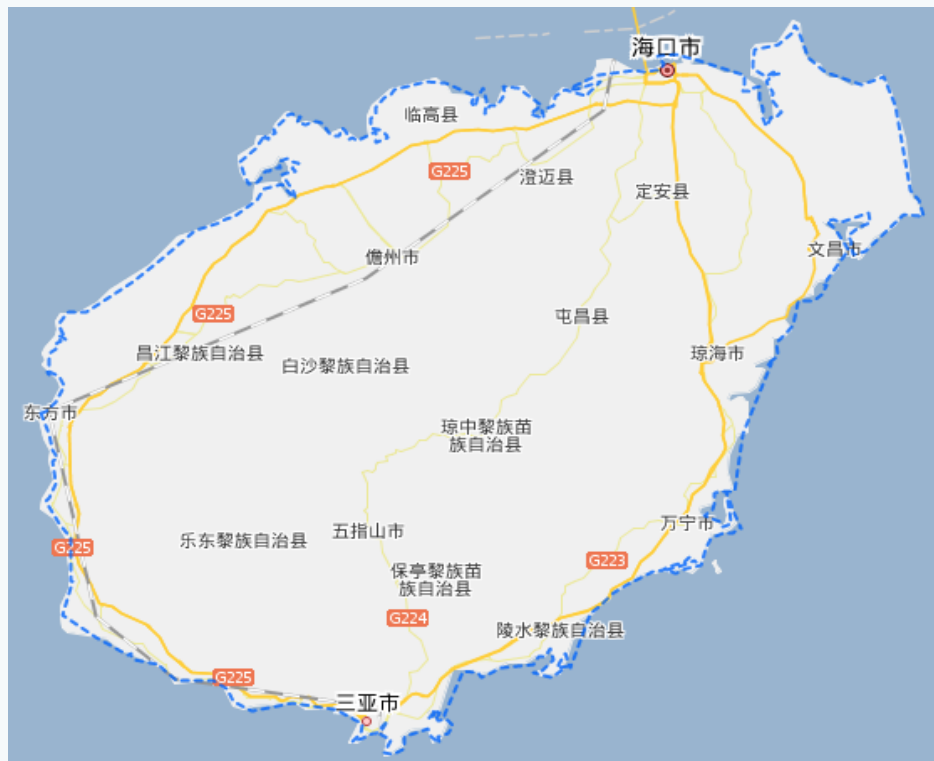 海口市
临高县
G225
澄迈县
定安县
文昌市
儋州市
G225
屯昌县
昌江黎族自治县
白沙黎族自治县
琼海市
东方市
琼中黎族苗
族自治县
万宁市
五指山市
乐东黎族自治县
G225
G223
保亭黎族苗
族自治县
G224
陵水黎族自治县
G225
三亚市